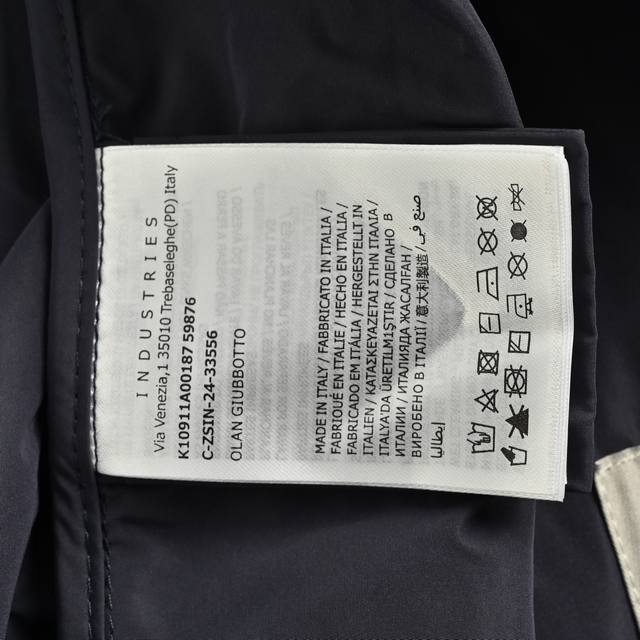 INDUSTRIES
Via Venezia,1 35010 Trebaseleghe(PD) Italy
K10911A00187 59876
C-ZSIN-24-33556
OLAN GIUBBOTTO
MADE IN ITALY / FABBRICATO IN ITALIA /
FABRIQUÉ EN ITALIE / HECHO EN ITALIA /
FABRICADO EM ITÁLIA / HERGESTELLT IN
ITALIEN / ΚΑΤΑΣΚΕΥΑΖΕΤΑΙ ΣΤΗΝ ΙΤΑΛΙΑ /
ITALYA'DA ÜRETILMIŞTIR / СДЕЛАНО В
ИТАЛИИ / ИТАЛИЯДА ЖАСАЛҒАН /
ВИРОБЕНО В ІТАЛІЇ / 意大利製造 / صنع في
إيطاليا